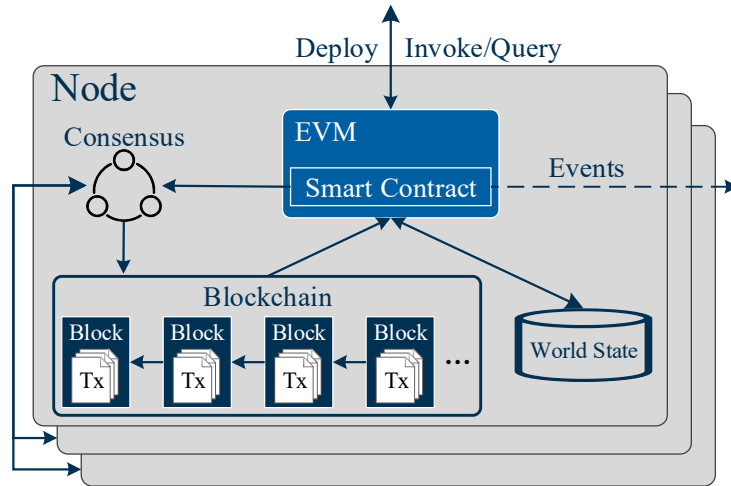 Deploy Invoke/Query
Node
Consensus
EVM
Smart Contract
Events
Blockchain
Block Block Block Block
Tx Tx Tx Tx ...
World State